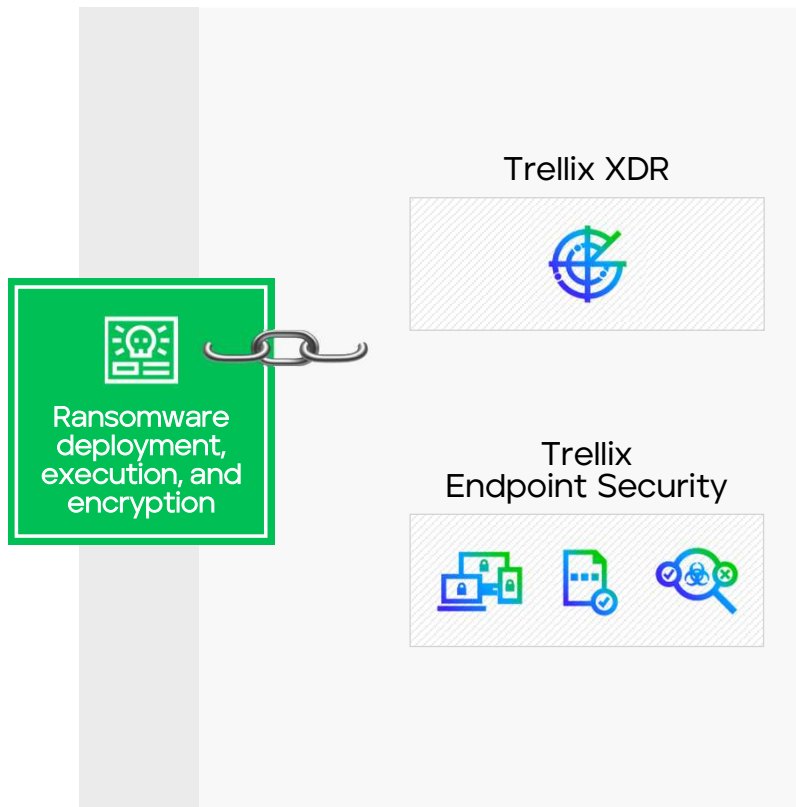 Trellix XDR
Ransomware
deployment,
execution, and
encryption
Trellix
Endpoint Security